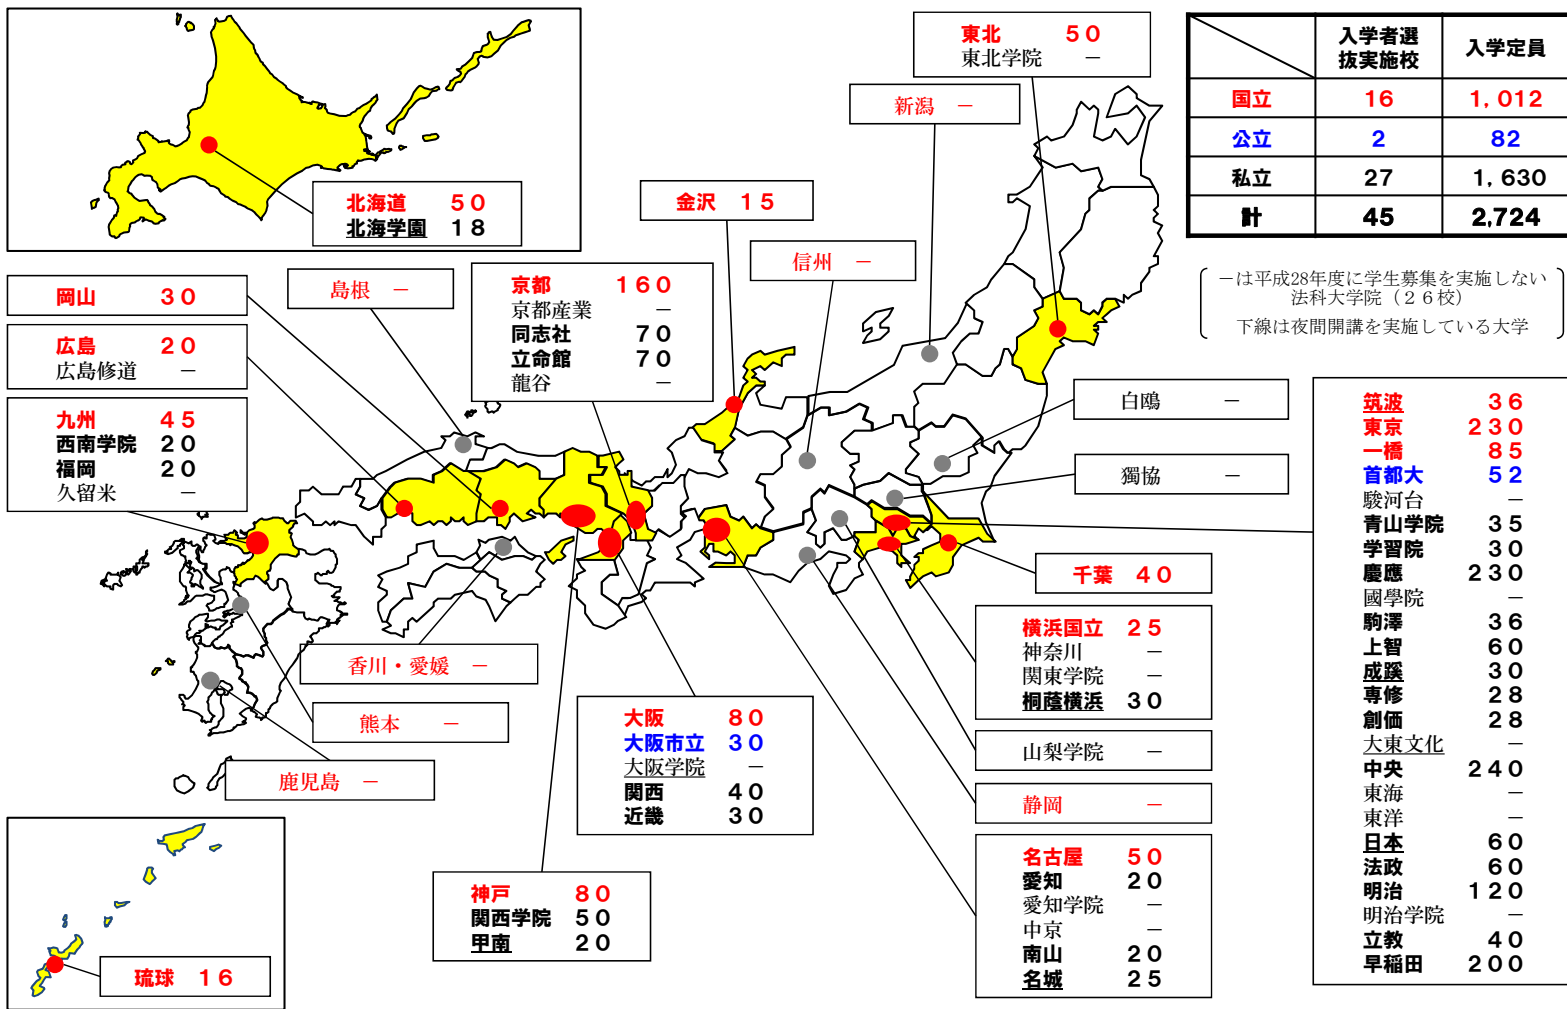 東北 ５０
東北学院 －
新潟 －
入学者選抜実施校 入学定員
国立 16 1,012
公立 2 82
私立 27 1,630
計 45 2,724
－は平成28年度に学生募集を実施しない
法科大学院（２６校）
下線は夜間開講を実施している大学
北海道 ５０
北海学園 １８
金沢 １５
信州 －
島根 －
岡山 ３０
広島 ２０
広島修道 －
九州 ４５
西南学院 ２０
福岡 ２０
久留米 －
京都 １６０
京都産業 －
同志社 ７０
立命館 ７０
龍谷 －
白鴎 －
獨協 －
千葉 ４０
横浜国立 ２５
神奈川 －
関東学院 －
桐蔭横浜 ３０
山梨学院 －
静岡 －
名古屋 ５０
愛知 ２０
愛知学院 －
中京 －
南山 ２０
名城 ２５
香川・愛媛 －
熊本 －
鹿児島 －
大阪 ８０
大阪市立 ３０
大阪学院 －
関西 ４０
近畿 ３０
神戸 ８０
関西学院 ５０
甲南 ２０
琉球 １６
筑波 ３６
東京 ２３０
一橋 ８５
首都大 ５２
駿河台 －
青山学院 ３５
学習院 ３０
慶應 ２３０
國學院 －
駒澤 ３６
上智 ６０
成蹊 ３０
専修 ２８
創価 ２８
大東文化 －
中央 ２４０
東海 －
東洋 －
日本 ６０
法政 ６０
明治 １２０
明治学院 －
立教 ４０
早稲田 ２００